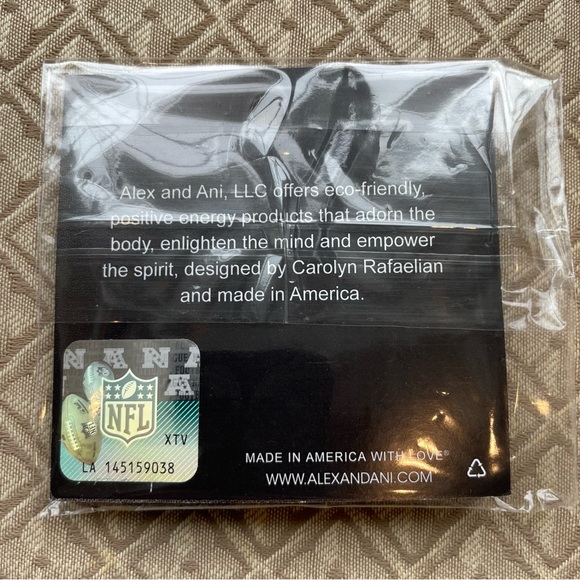 Alex and Ani, LLC offers eco-friendly,
positive energy products that adorn the
body, enlighten the mind and empower
the spirit, designed by Carolyn Rafaelian
and made in America.
NFL
XTV
LA 145159038
MADE IN AMERICA WITH LOVE®
WWW.ALEXANDANI.COM